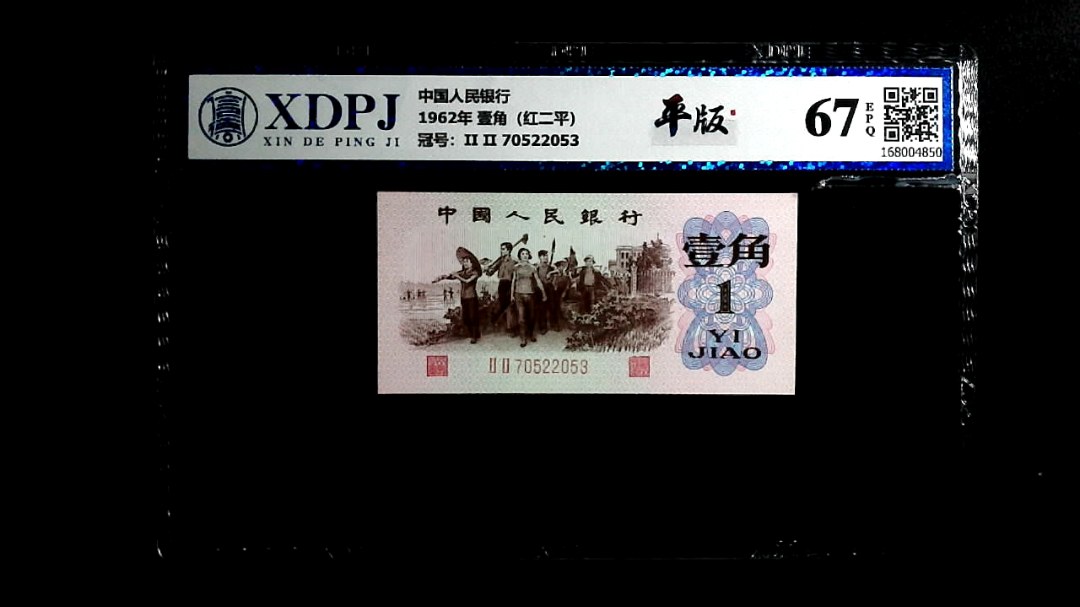 XDPJ
XIN DE PING JI
中国人民银行
1962年 壹角（红二平）
冠号：II II 70522053
平版
67
EPQ
168004850
中國人民銀行
壹角
1
YI
JIAO
II II 70522053